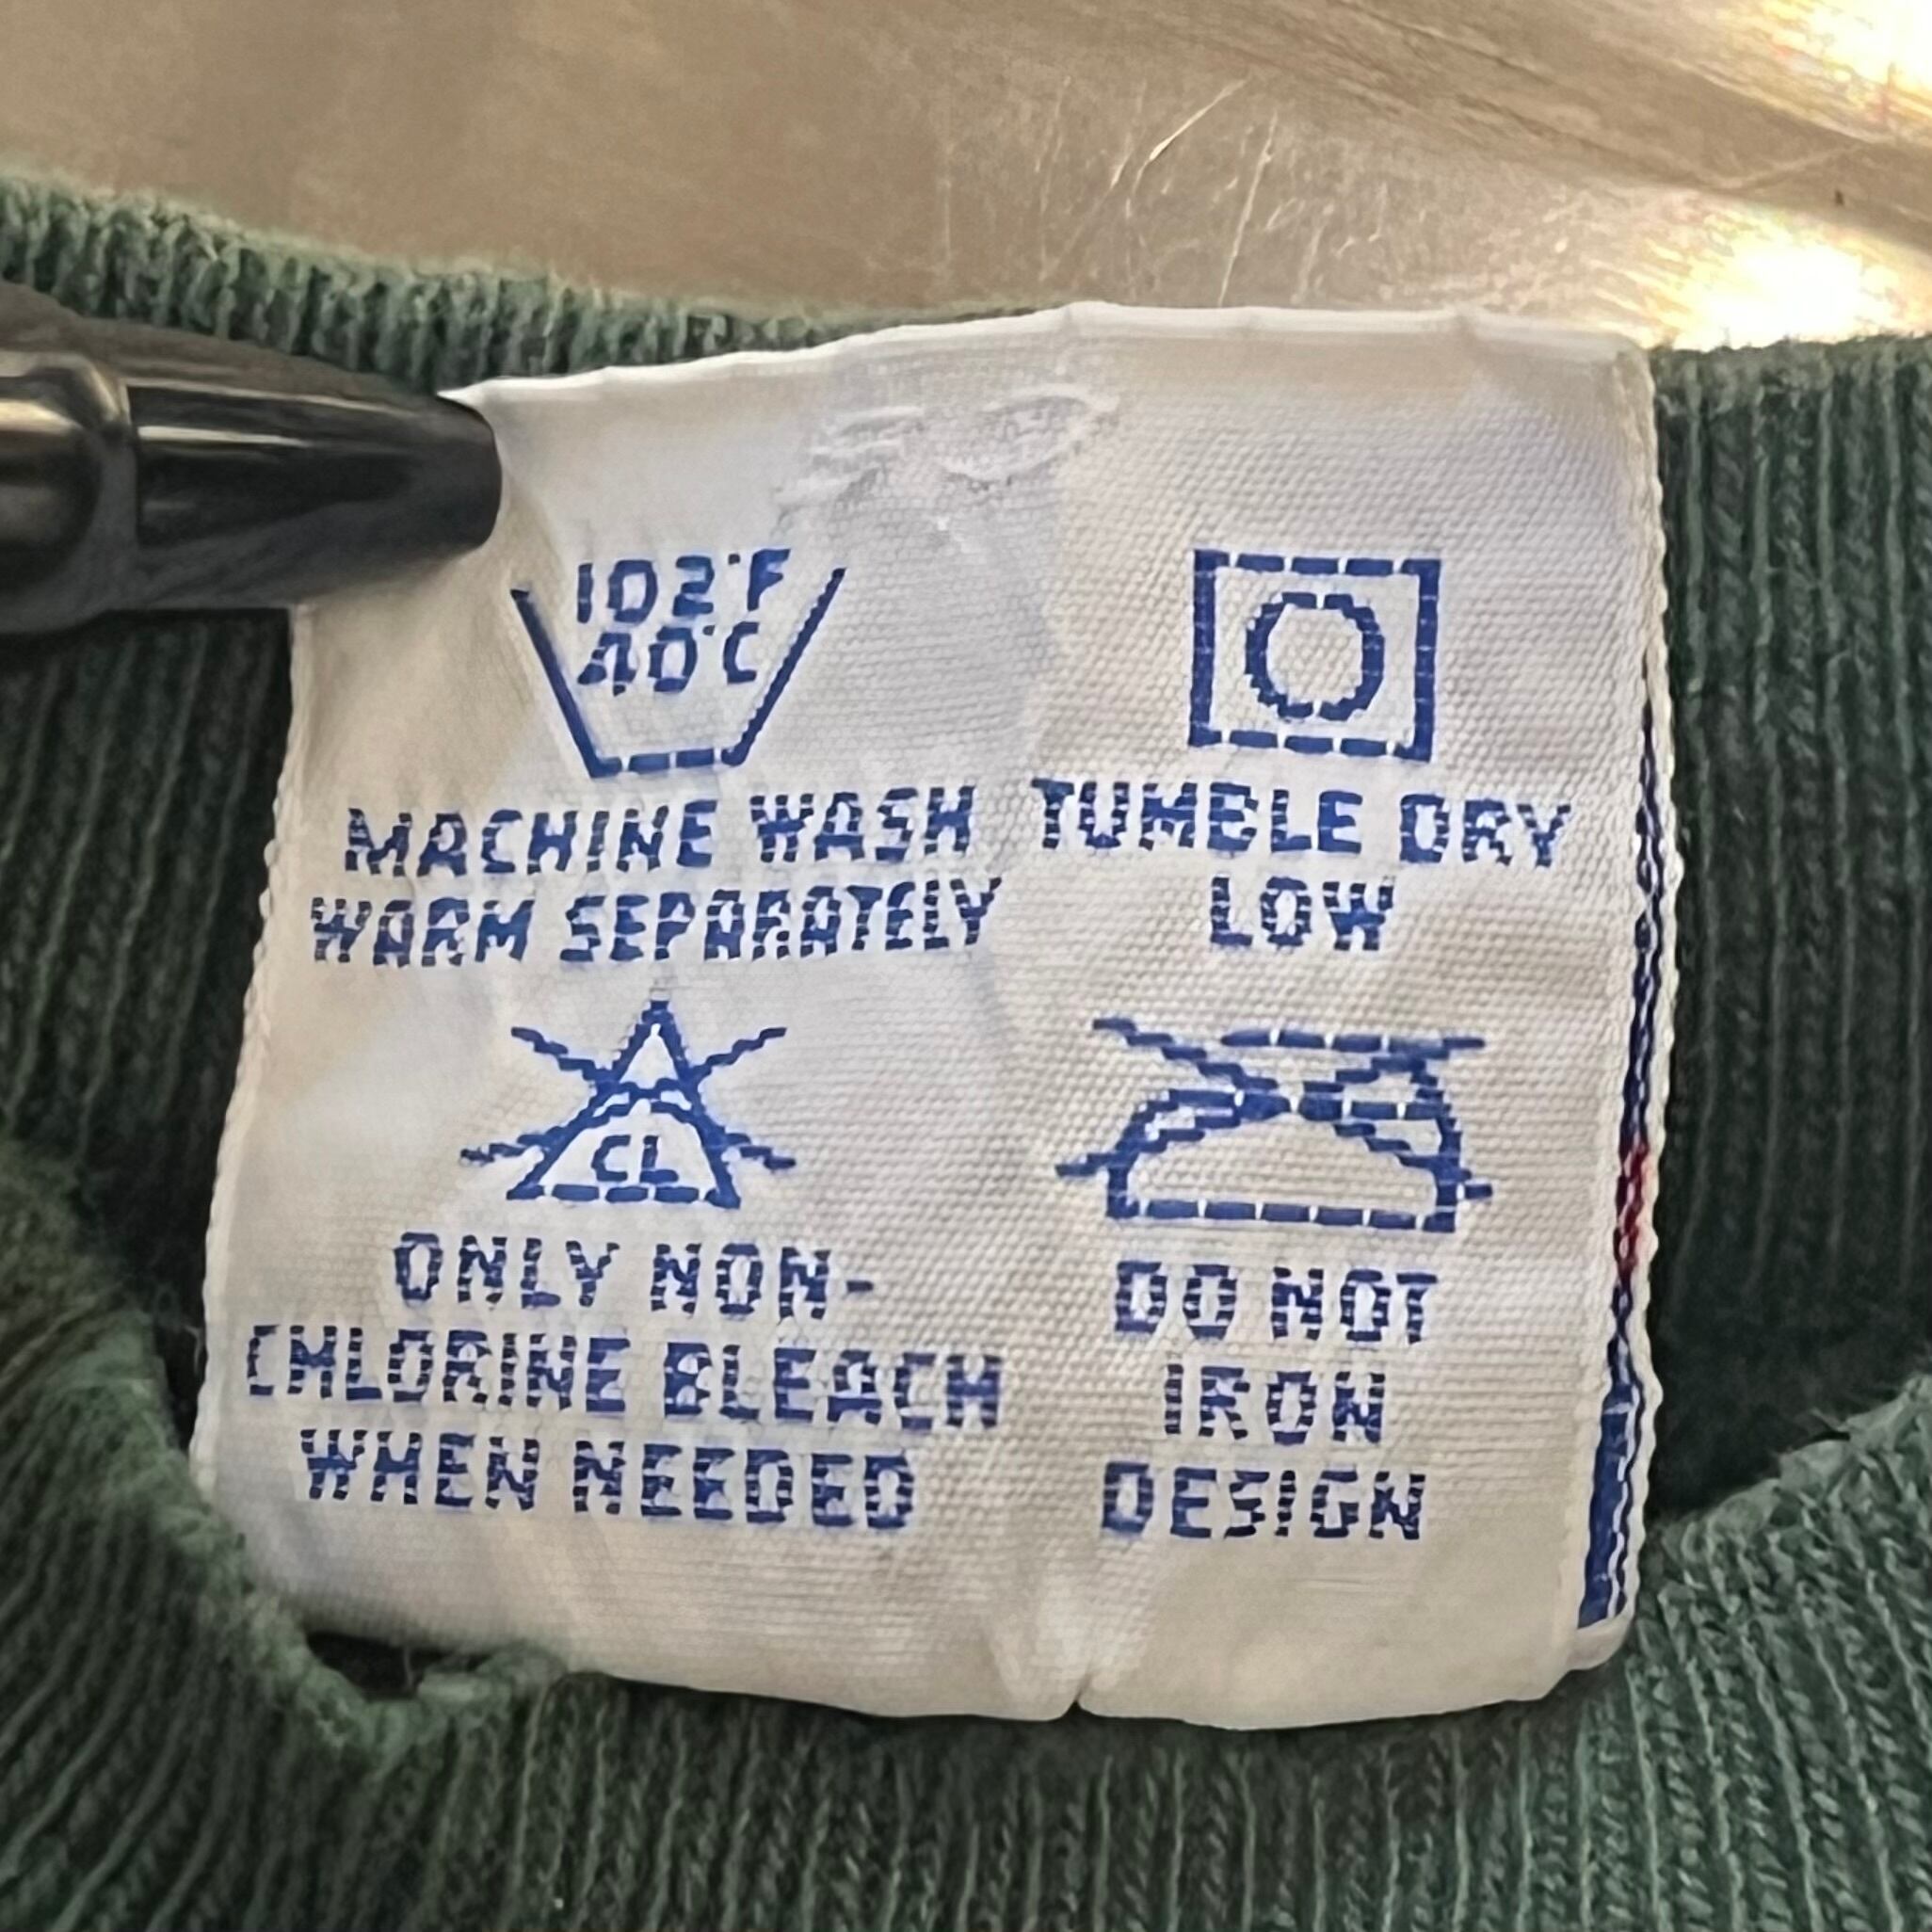 102°F
40°C
MACHINE WASH
WARM SEPARATELY
TUMBLE DRY
LOW
CL
ONLY NON-
CHLORINE BLEACH
WHEN NEEDED
DO NOT
IRON
DESIGN